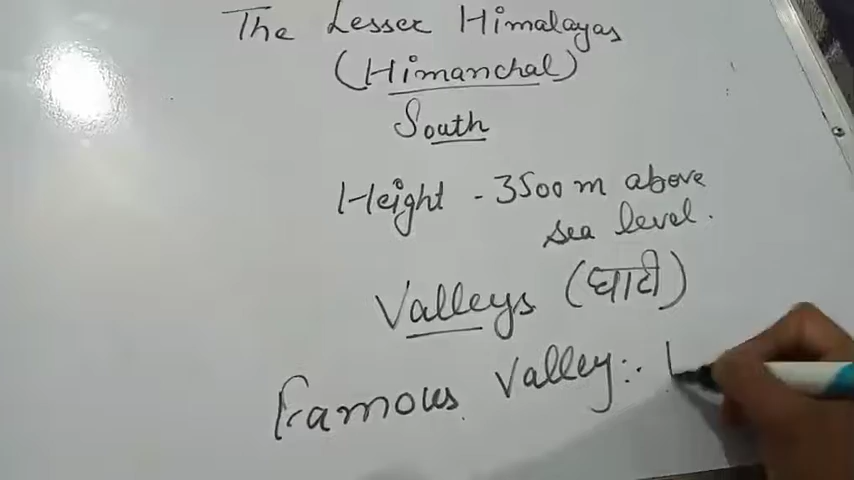 The Lesser Himalayas
(Himanchal)
South
Height - 3500 m above
sea level.
Valleys (घाटी)
Famous Valley:-